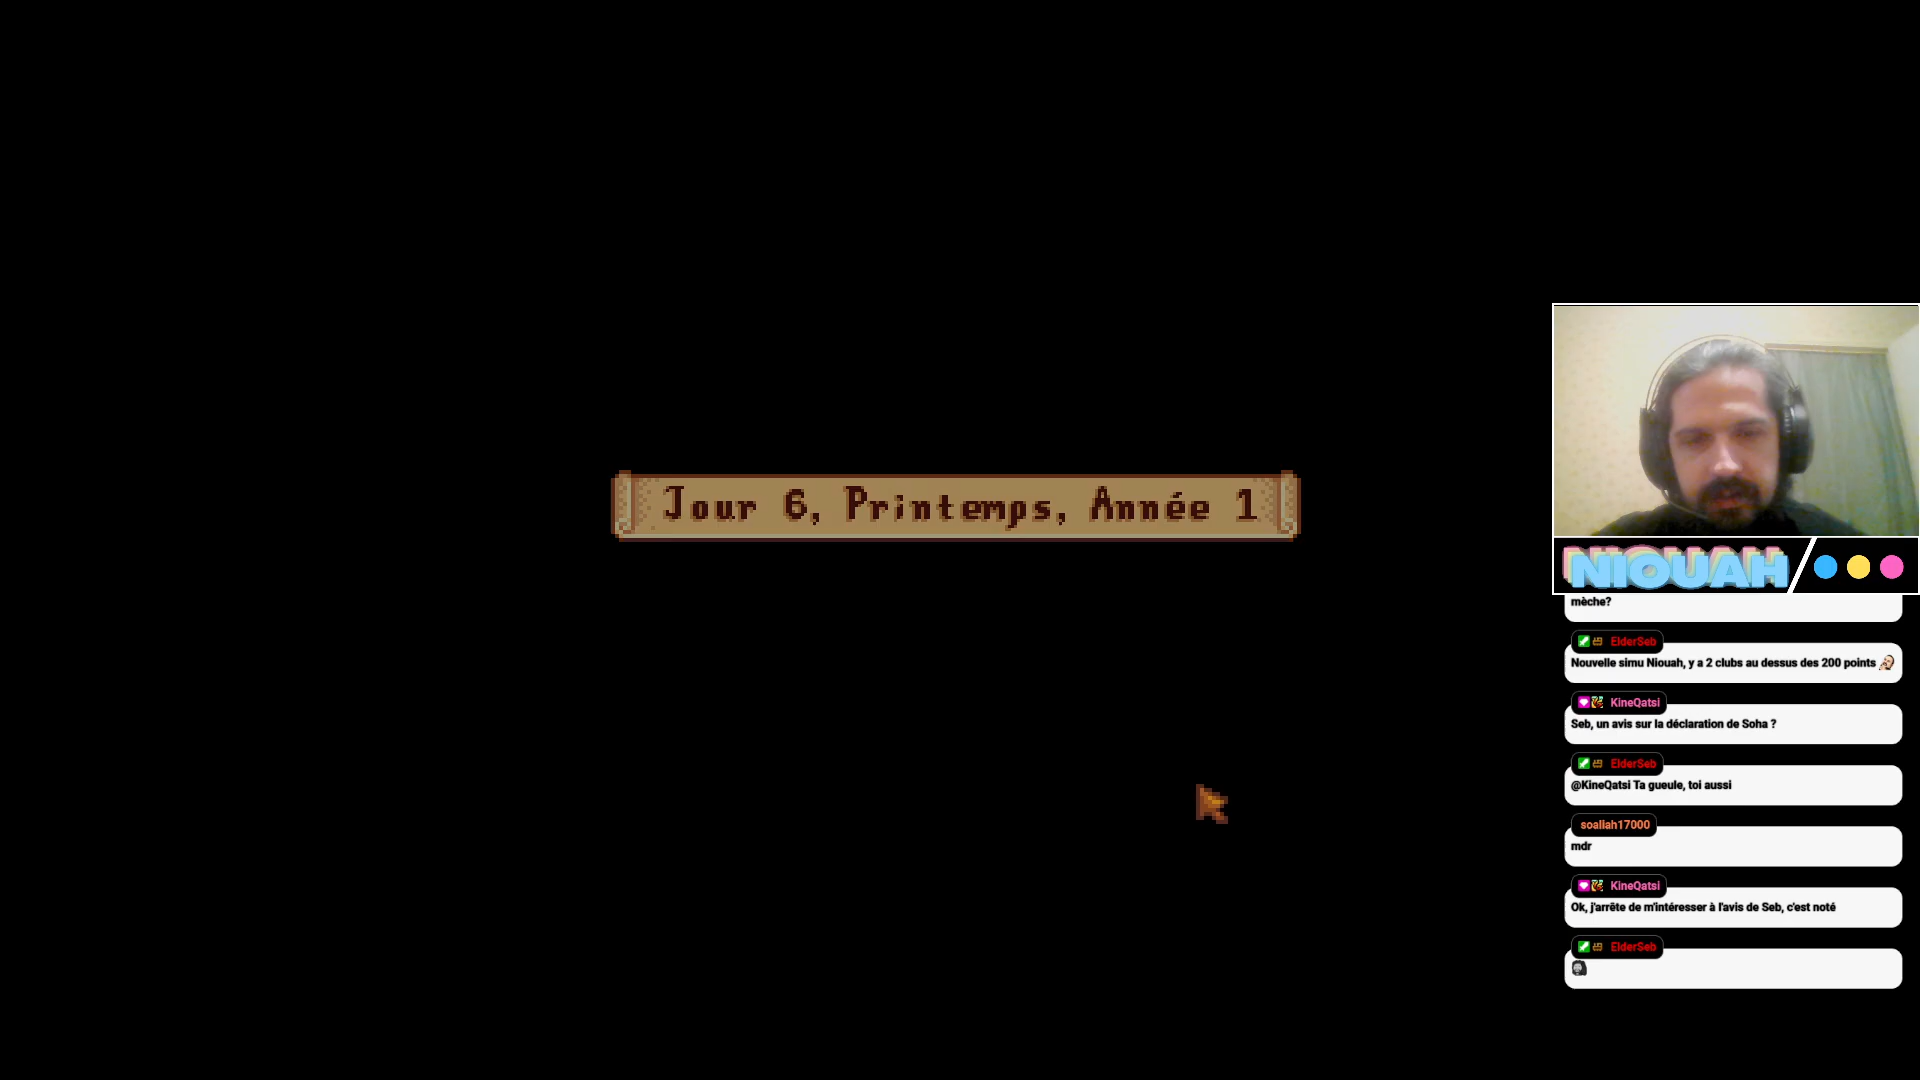 Jour 6, Printemps, Année 1
NIOUAH
mèche?
ElderSeb
Nouvelle simu Niouah, y a 2 clubs au dessus des 200 points
KineQatsi
Seb, un avis sur la déclaration de Soha ?
ElderSeb
@KineQatsi Ta gueule, toi aussi
soaliah17000
mdr
KineQatsi
Ok, j'arrête de m'intéresser à l'avis de Seb, c'est noté
ElderSeb